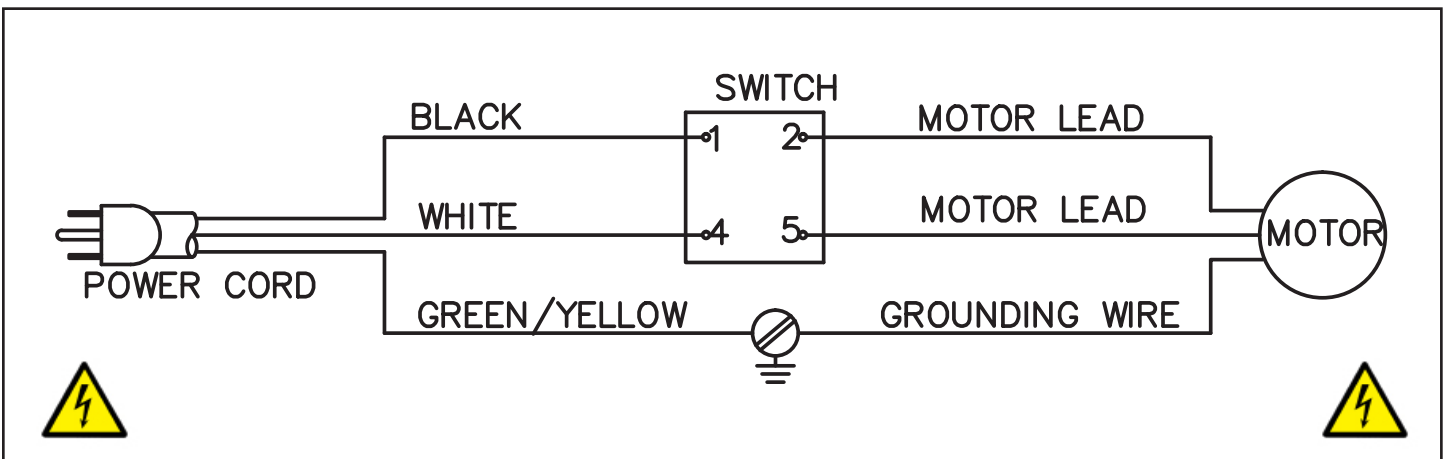 SWITCH
BLACK
1 2
MOTOR LEAD
WHITE
4 5
MOTOR LEAD
MOTOR
POWER CORD
GREEN/YELLOW
GROUNDING WIRE